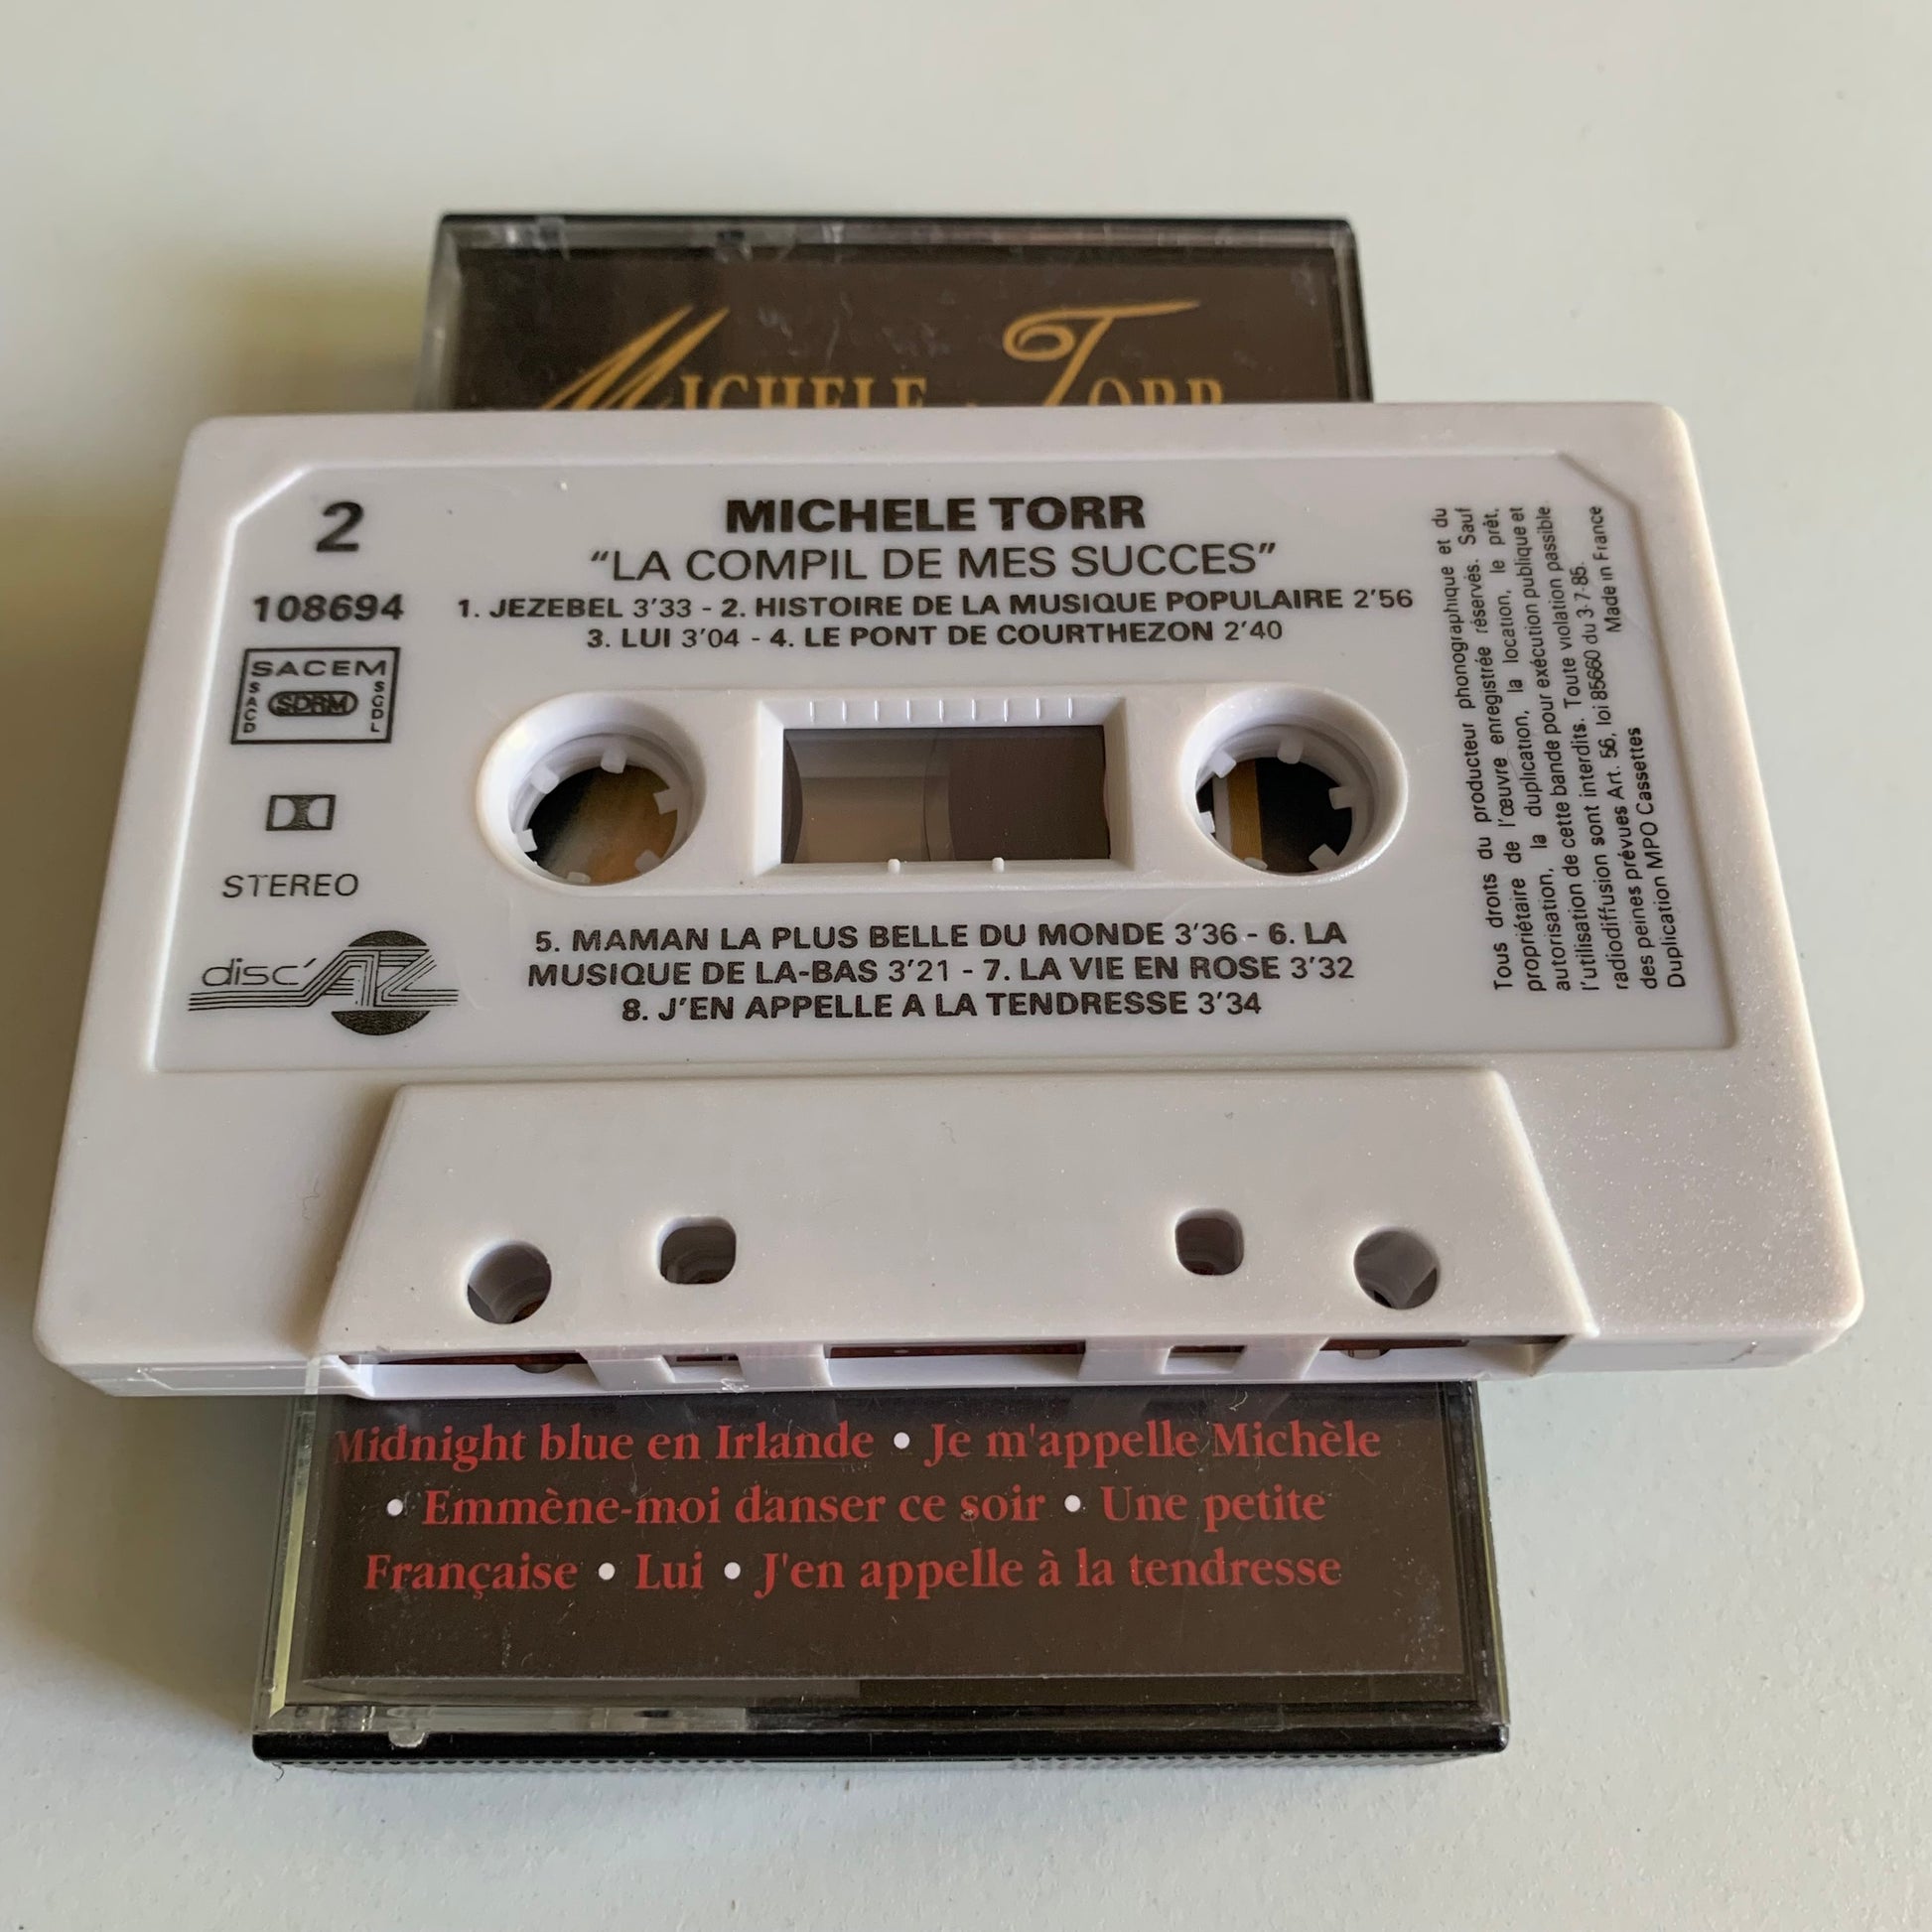 MICHELE TORR
2
MICHELE TORR
"LA COMPIL DE MES SUCCES"
108694
1. JEZEBEL 3'33 - 2. HISTOIRE DE LA MUSIQUE POPULAIRE 2'56
3. LUI 3'04 - 4. LE PONT DE COURTHEZON 2'40
SACEM
SACD
SDRM
SGDL
STEREO
disc'AZ
5. MAMAN LA PLUS BELLE DU MONDE 3'36 - 6. LA
MUSIQUE DE LA-BAS 3'21 - 7. LA VIE EN ROSE 3'32
8. J'EN APPELLE A LA TENDRESSE 3'34
Tous droits du producteur phonographique et du
propriétaire de l'œuvre enregistrée réservés. Sauf
autorisation, la duplication, la location, le prêt,
l'utilisation de cette bande pour exécution publique et
radiodiffusion sont interdits. Toute violation passible
des peines prévues Art. 56, loi 85660 du 3-7-85.
Duplication MPO Cassettes Made in France
Midnight blue en Irlande • Je m'appelle Michèle
• Emmène-moi danser ce soir • Une petite
Française • Lui • J'en appelle à la tendresse